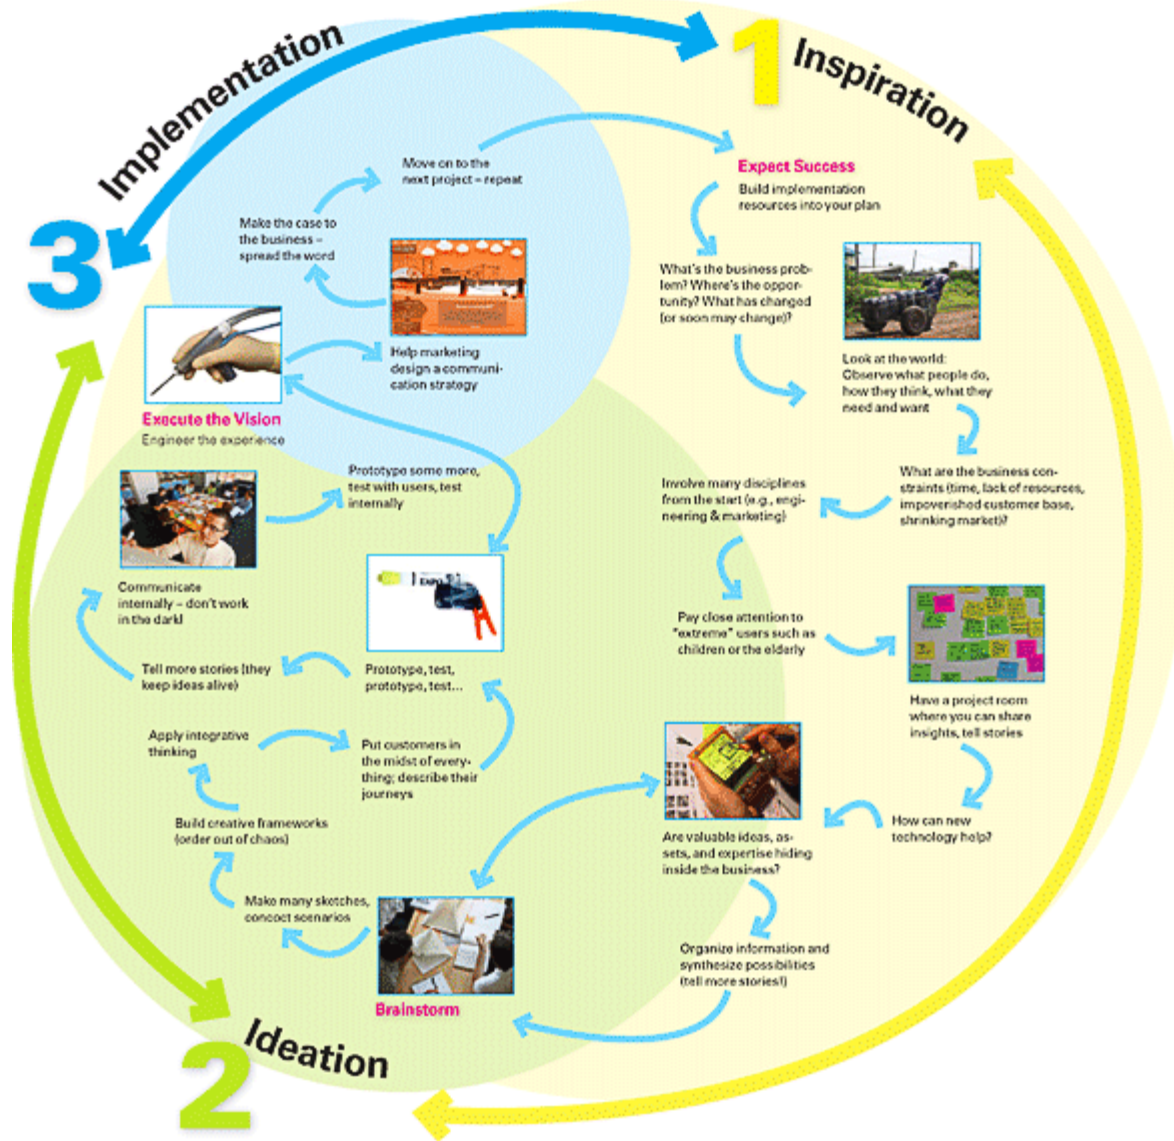 Implementation
1
Inspiration
3
Expect Success
Build implementation
resources into your plan
What's the business prob-
lem? Where's the oppor-
tunity? What has changed
(or soon may change)?
Look at the world:
Observe what people do,
how they think, what they
need and want
What are the business con-
straints (time, lack of resources,
impoverished customer base,
shrinking market)?
Involve many disciplines
from the start (e.g., engi-
neering & marketing)
Pay close attention to
"extreme" users such as
children or the elderly
Have a project room
where you can share
insights, tell stories
How can new
technology help?
Are valuable ideas, as-
sets, and expertise hiding
inside the business?
Organize information and
synthesize possibilities
(tell more stories!)
Brainstorm
Make many sketches,
concoct scenarios
Build creative frameworks
(order out of chaos)
Apply integrative
thinking
Put customers in
the midst of every-
thing; describe their
journeys
Prototype, test,
prototype, test...
EXPO
Tell more stories (they
keep ideas alive)
Communicate
internally – don't work
in the dark!
Prototype some more,
test with users, test
internally
Execute the Vision
Engineer the experience
Help marketing
design a communi-
cation strategy
Make the case to
the business –
spread the word
Move on to the
next project – repeat
Ideation
2